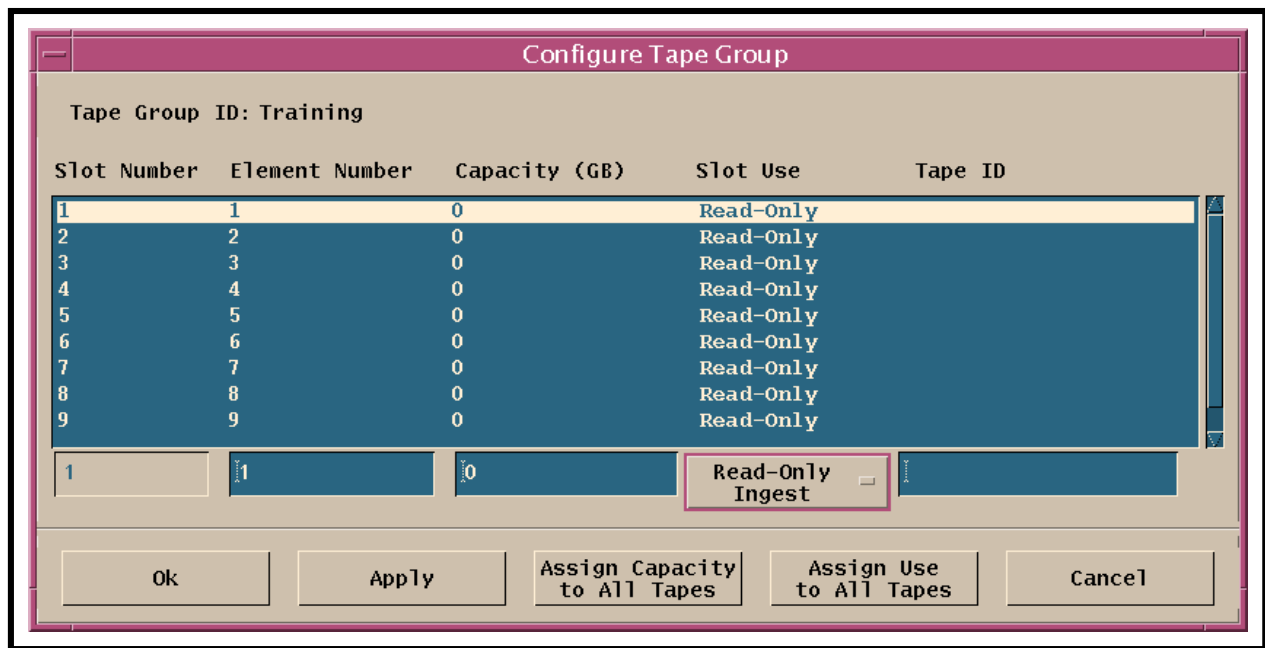 Configure Tape Group
Tape Group ID: Training
Slot Number Element Number Capacity (GB) Slot Use Tape ID
1 1 0 Read-Only
2 2 0 Read-Only
3 3 0 Read-Only
4 4 0 Read-Only
5 5 0 Read-Only
6 6 0 Read-Only
7 7 0 Read-Only
8 8 0 Read-Only
9 9 0 Read-Only
1 1 0 Read-Only
Ingest
Ok Apply Assign Capacity to All Tapes Assign Use to All Tapes Cancel